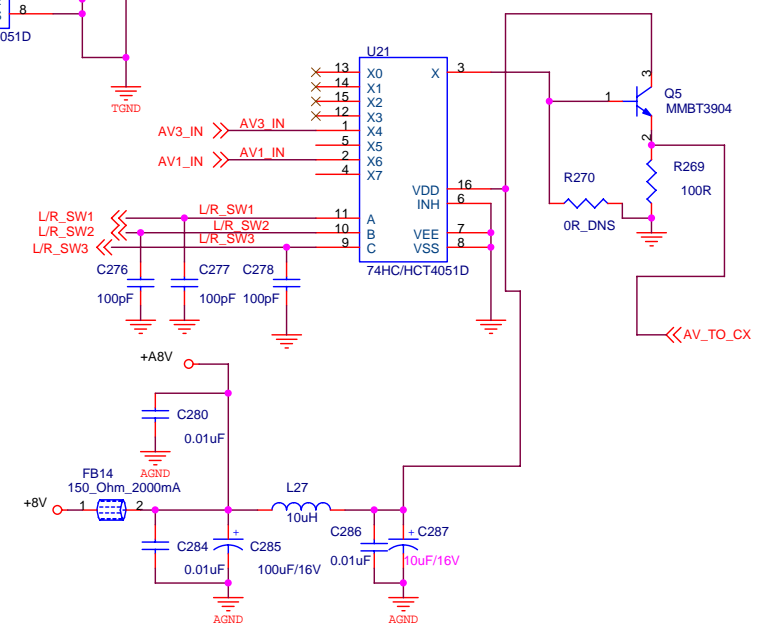 8
051D
TGND
U21
13 X0 X 3
14 X1
15 X2
12 X3
AV3_IN AV3_IN 1 X4
5 X5
AV1_IN AV1_IN 2 X6
4 X7
VDD 16
INH 6
L/R_SW1 L/R_SW1 11 A
L/R_SW2 L/R_SW2 10 B VEE 7
L/R_SW3 L/R_SW3 9 C VSS 8
74HC/HCT4051D
3
1 Q5
MMBT3904
2
R269
100R
R270
0R_DNS
AV_TO_CX
C276 C277 C278
100pF 100pF 100pF
+A8V
C280
0.01uF
AGND
FB14
150_Ohm_2000mA
+8V 1 2
L27
10uH
C284 C285 C286 + C287
+
0.01uF 100uF/16V 0.01uF 10uF/16V
AGND AGND